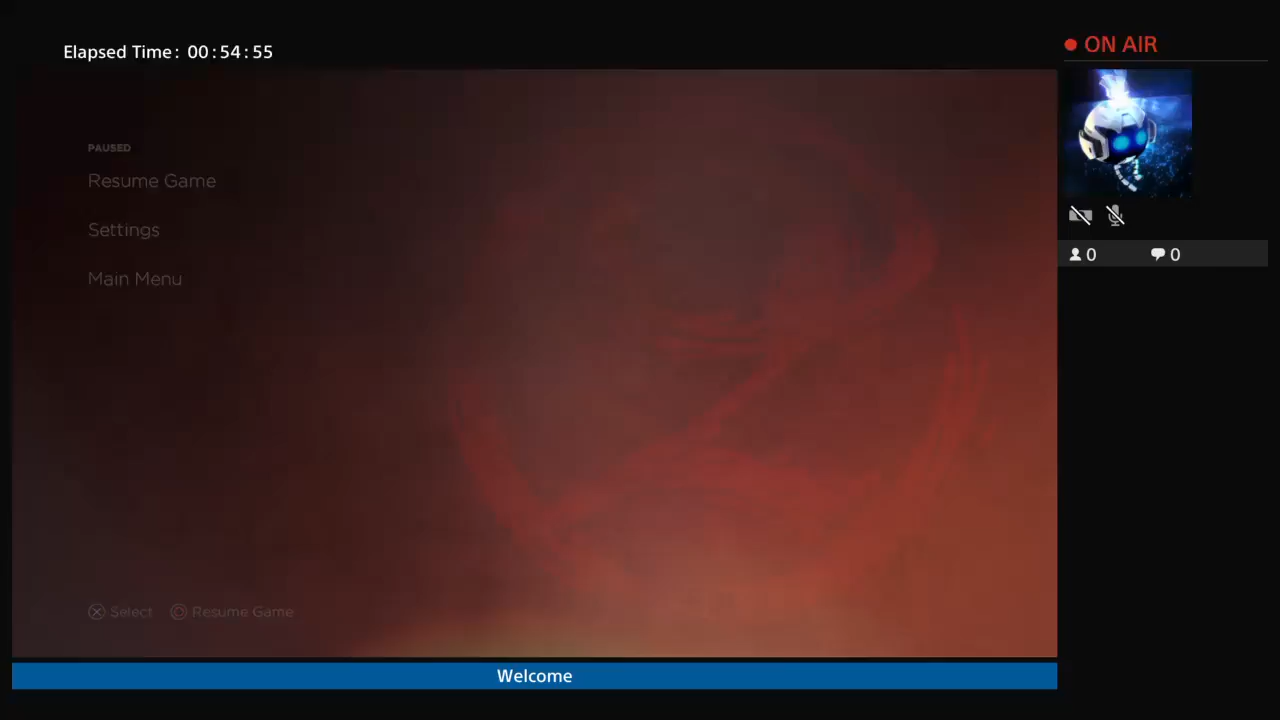 Elapsed Time: 00:54:55
ON AIR
0
0
PAUSED
Resume Game
Settings
Main Menu
Select
Resume Game
Welcome